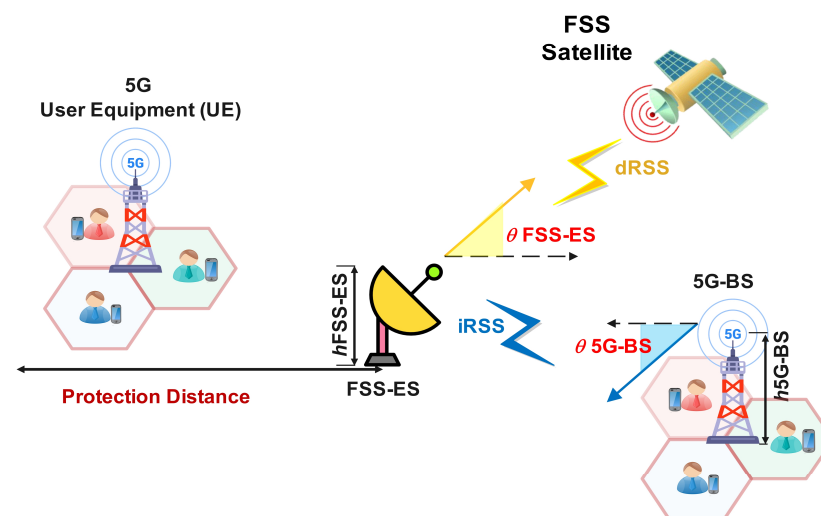 FSS
Satellite
5G
User Equipment (UE)
5G
dRSS
θ FSS-ES
hFSS-ES
iRSS
5G-BS
5G
θ 5G-BS
h5G-BS
FSS-ES
Protection Distance